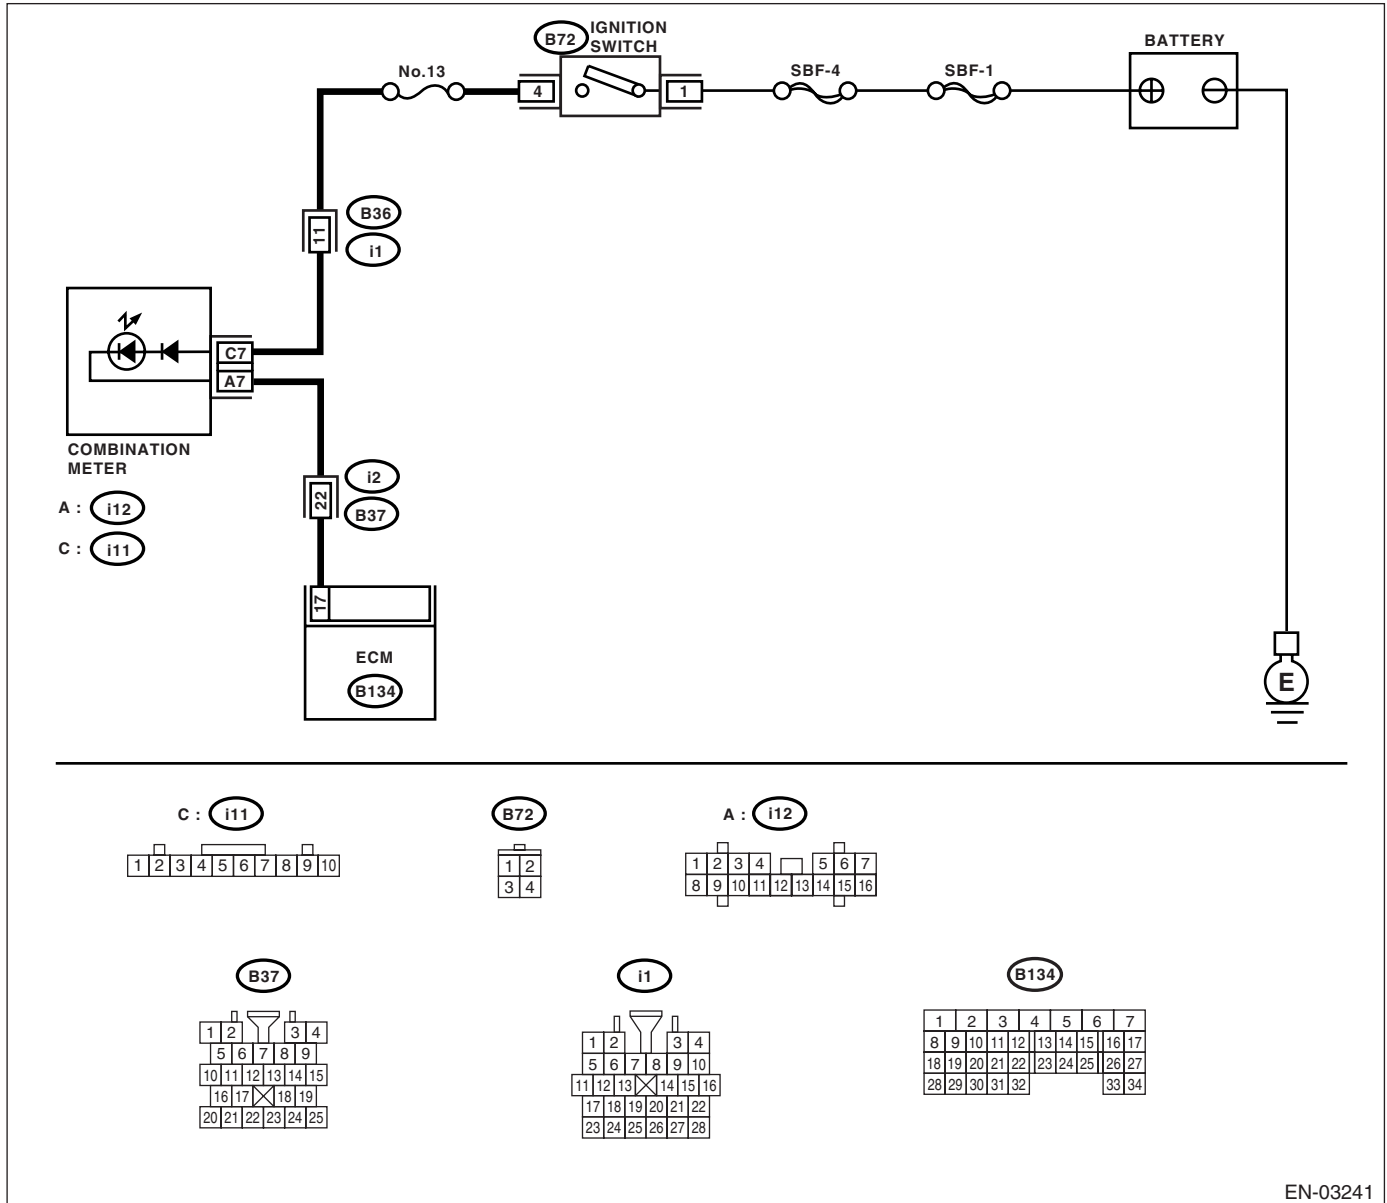 B72
IGNITION
SWITCH
BATTERY
No.13
SBF-4
SBF-1
4
1
11
B36
i1
C7
A7
COMBINATION
METER
A : i12
C : i11
22
i2
B37
17
ECM
B134
E
C : i11
1 2 3 4 5 6 7 8 9 10
B72
1 2
3 4
A : i12
1 2 3 4 5 6 7
8 9 10 11 12 13 14 15 16
B37
1 2 3 4
5 6 7 8 9
10 11 12 13 14 15
16 17 18 19
20 21 22 23 24 25
i1
1 2 3 4
5 6 7 8 9 10
11 12 13 14 15 16
17 18 19 20 21 22
23 24 25 26 27 28
B134
1 2 3 4 5 6 7
8 9 10 11 12 13 14 15 16 17
18 19 20 21 22 23 24 25 26 27
28 29 30 31 32 33 34
EN-03241